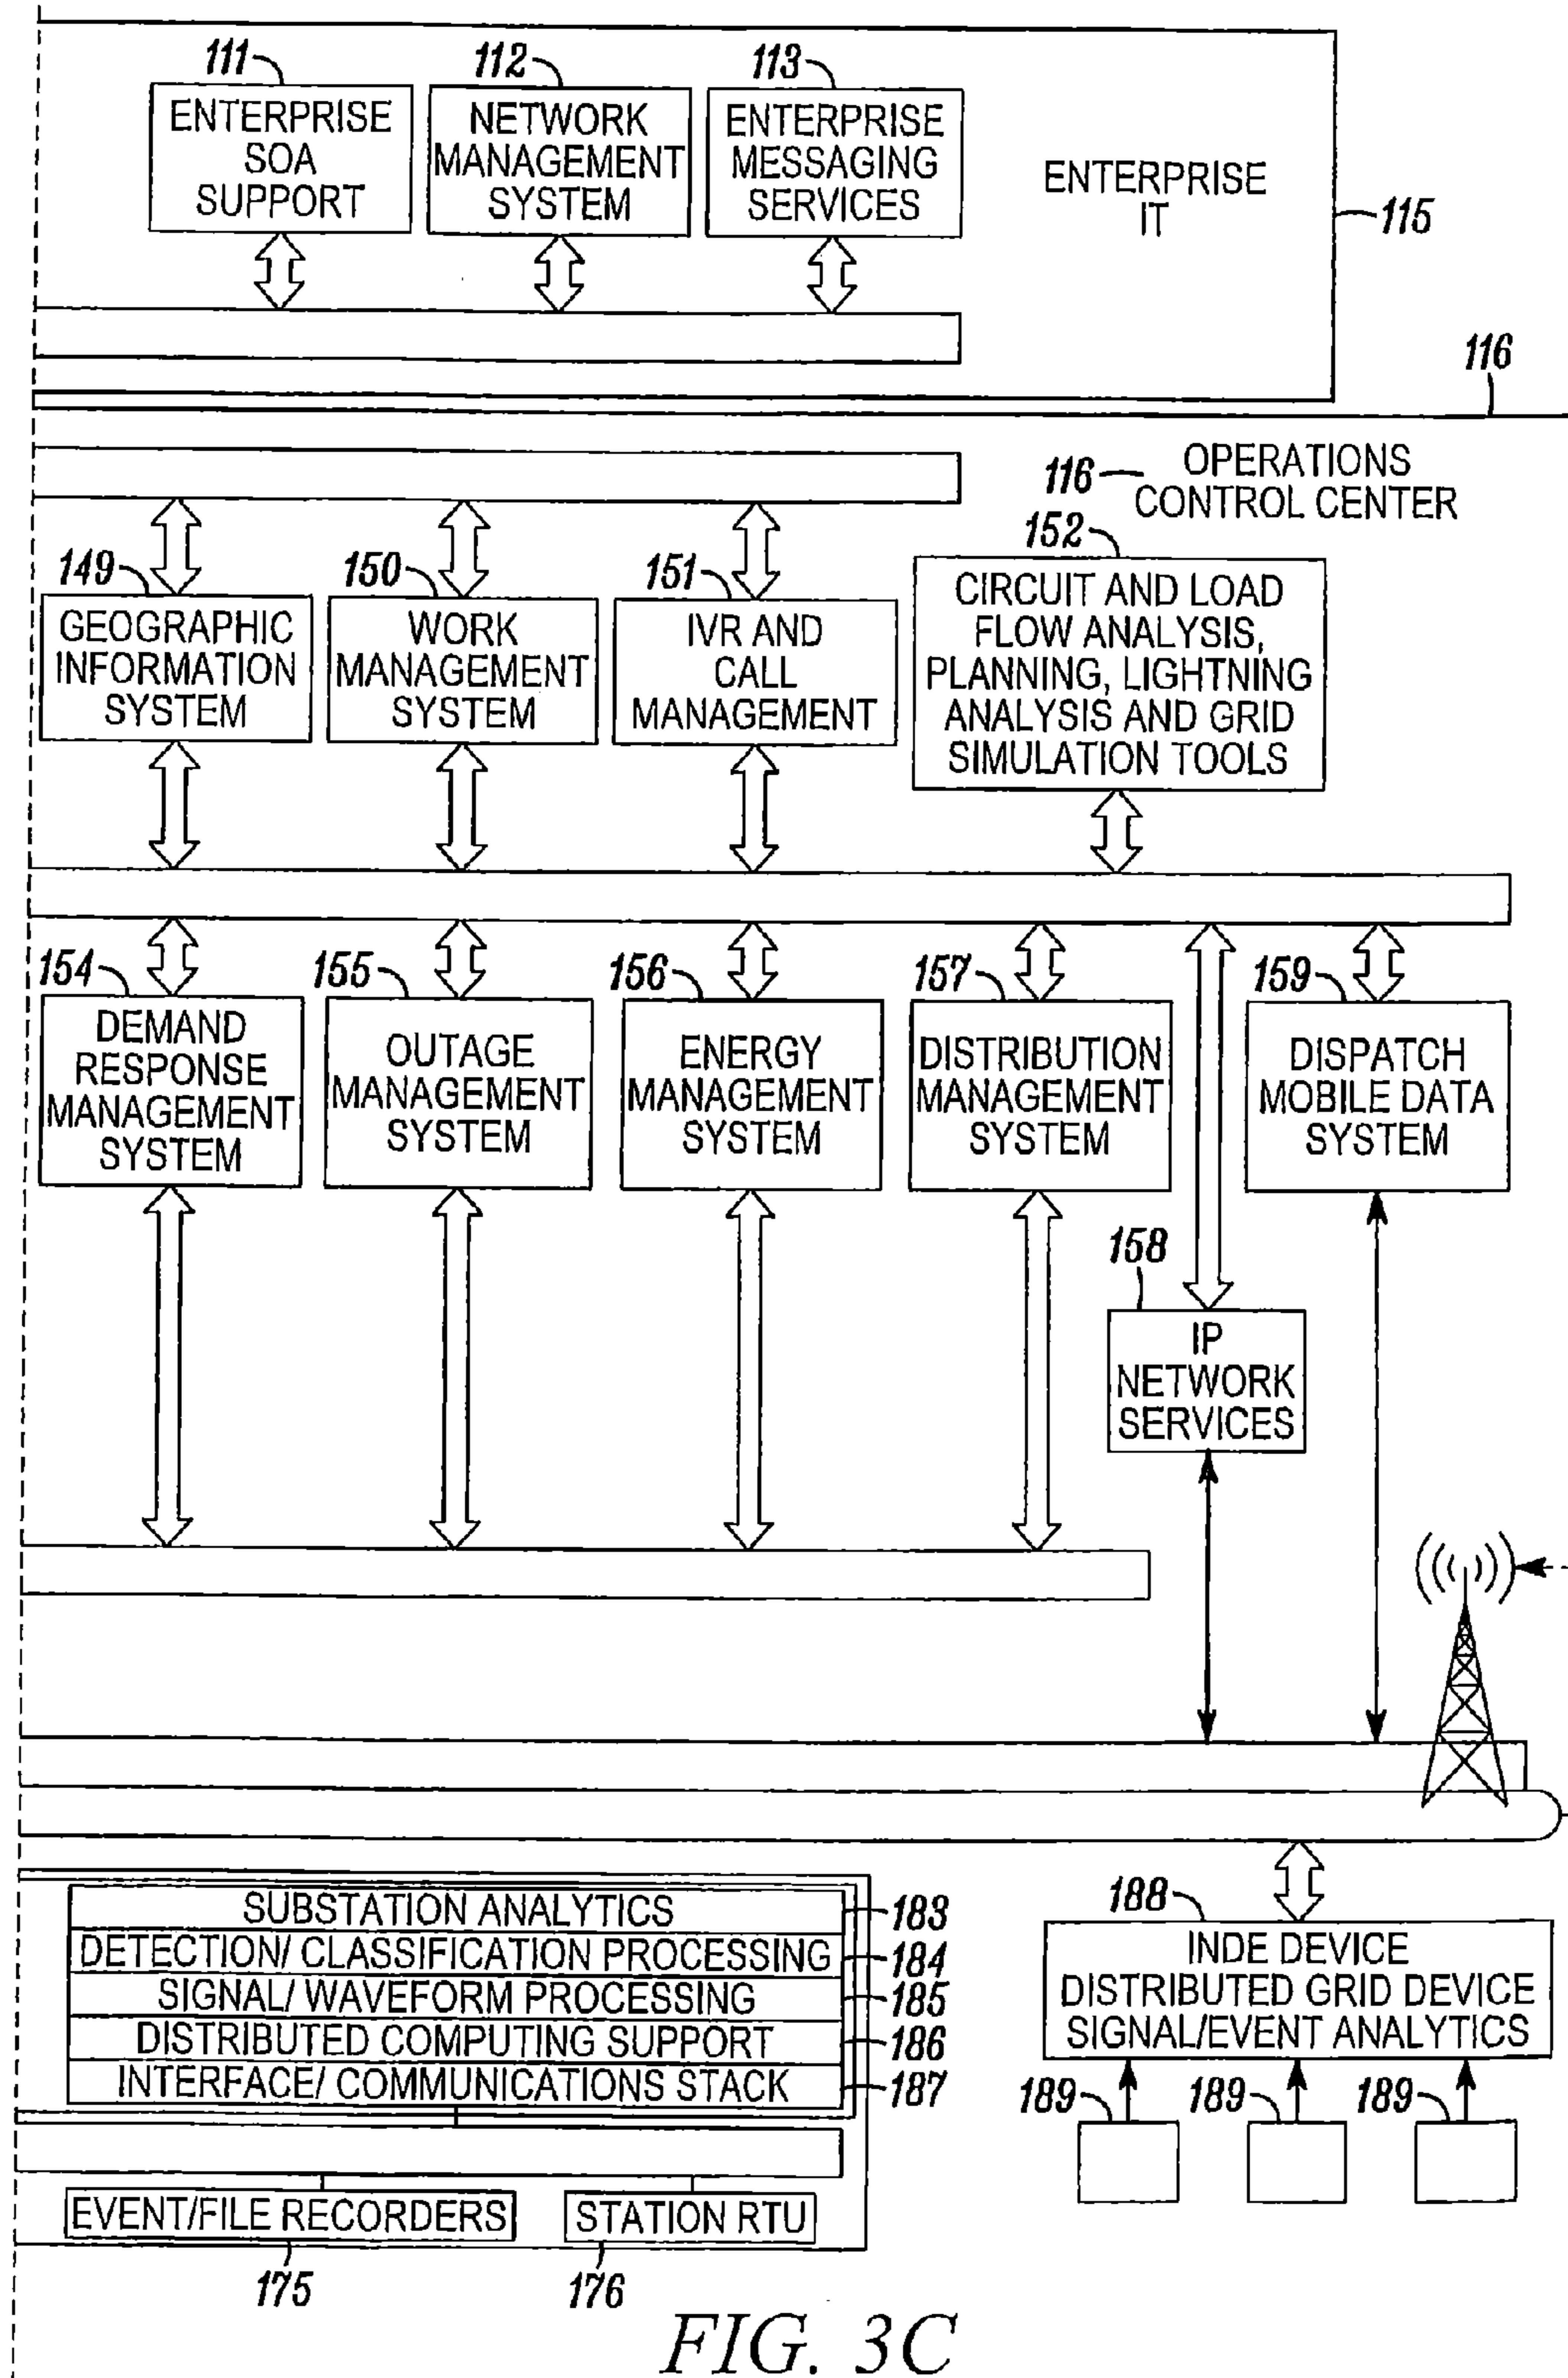 111
112
113
ENTERPRISE
SOA
SUPPORT
NETWORK
MANAGEMENT
SYSTEM
ENTERPRISE
MESSAGING
SERVICES
ENTERPRISE
IT
115
116
116
OPERATIONS
CONTROL CENTER
149
150
151
152
GEOGRAPHIC
INFORMATION
SYSTEM
WORK
MANAGEMENT
SYSTEM
IVR AND
CALL
MANAGEMENT
CIRCUIT AND LOAD
FLOW ANALYSIS,
PLANNING, LIGHTNING
ANALYSIS AND GRID
SIMULATION TOOLS
154
155
156
157
159
DEMAND
RESPONSE
MANAGEMENT
SYSTEM
OUTAGE
MANAGEMENT
SYSTEM
ENERGY
MANAGEMENT
SYSTEM
DISTRIBUTION
MANAGEMENT
SYSTEM
DISPATCH
MOBILE DATA
SYSTEM
158
IP
NETWORK
SERVICES
SUBSTATION ANALYTICS
183
DETECTION/ CLASSIFICATION PROCESSING
184
SIGNAL/ WAVEFORM PROCESSING
185
DISTRIBUTED COMPUTING SUPPORT
186
INTERFACE/ COMMUNICATIONS STACK
187
188
INDE DEVICE
DISTRIBUTED GRID DEVICE
SIGNAL/EVENT ANALYTICS
189
189
189
EVENT/FILE RECORDERS
STATION RTU
175
176
FIG. 3C